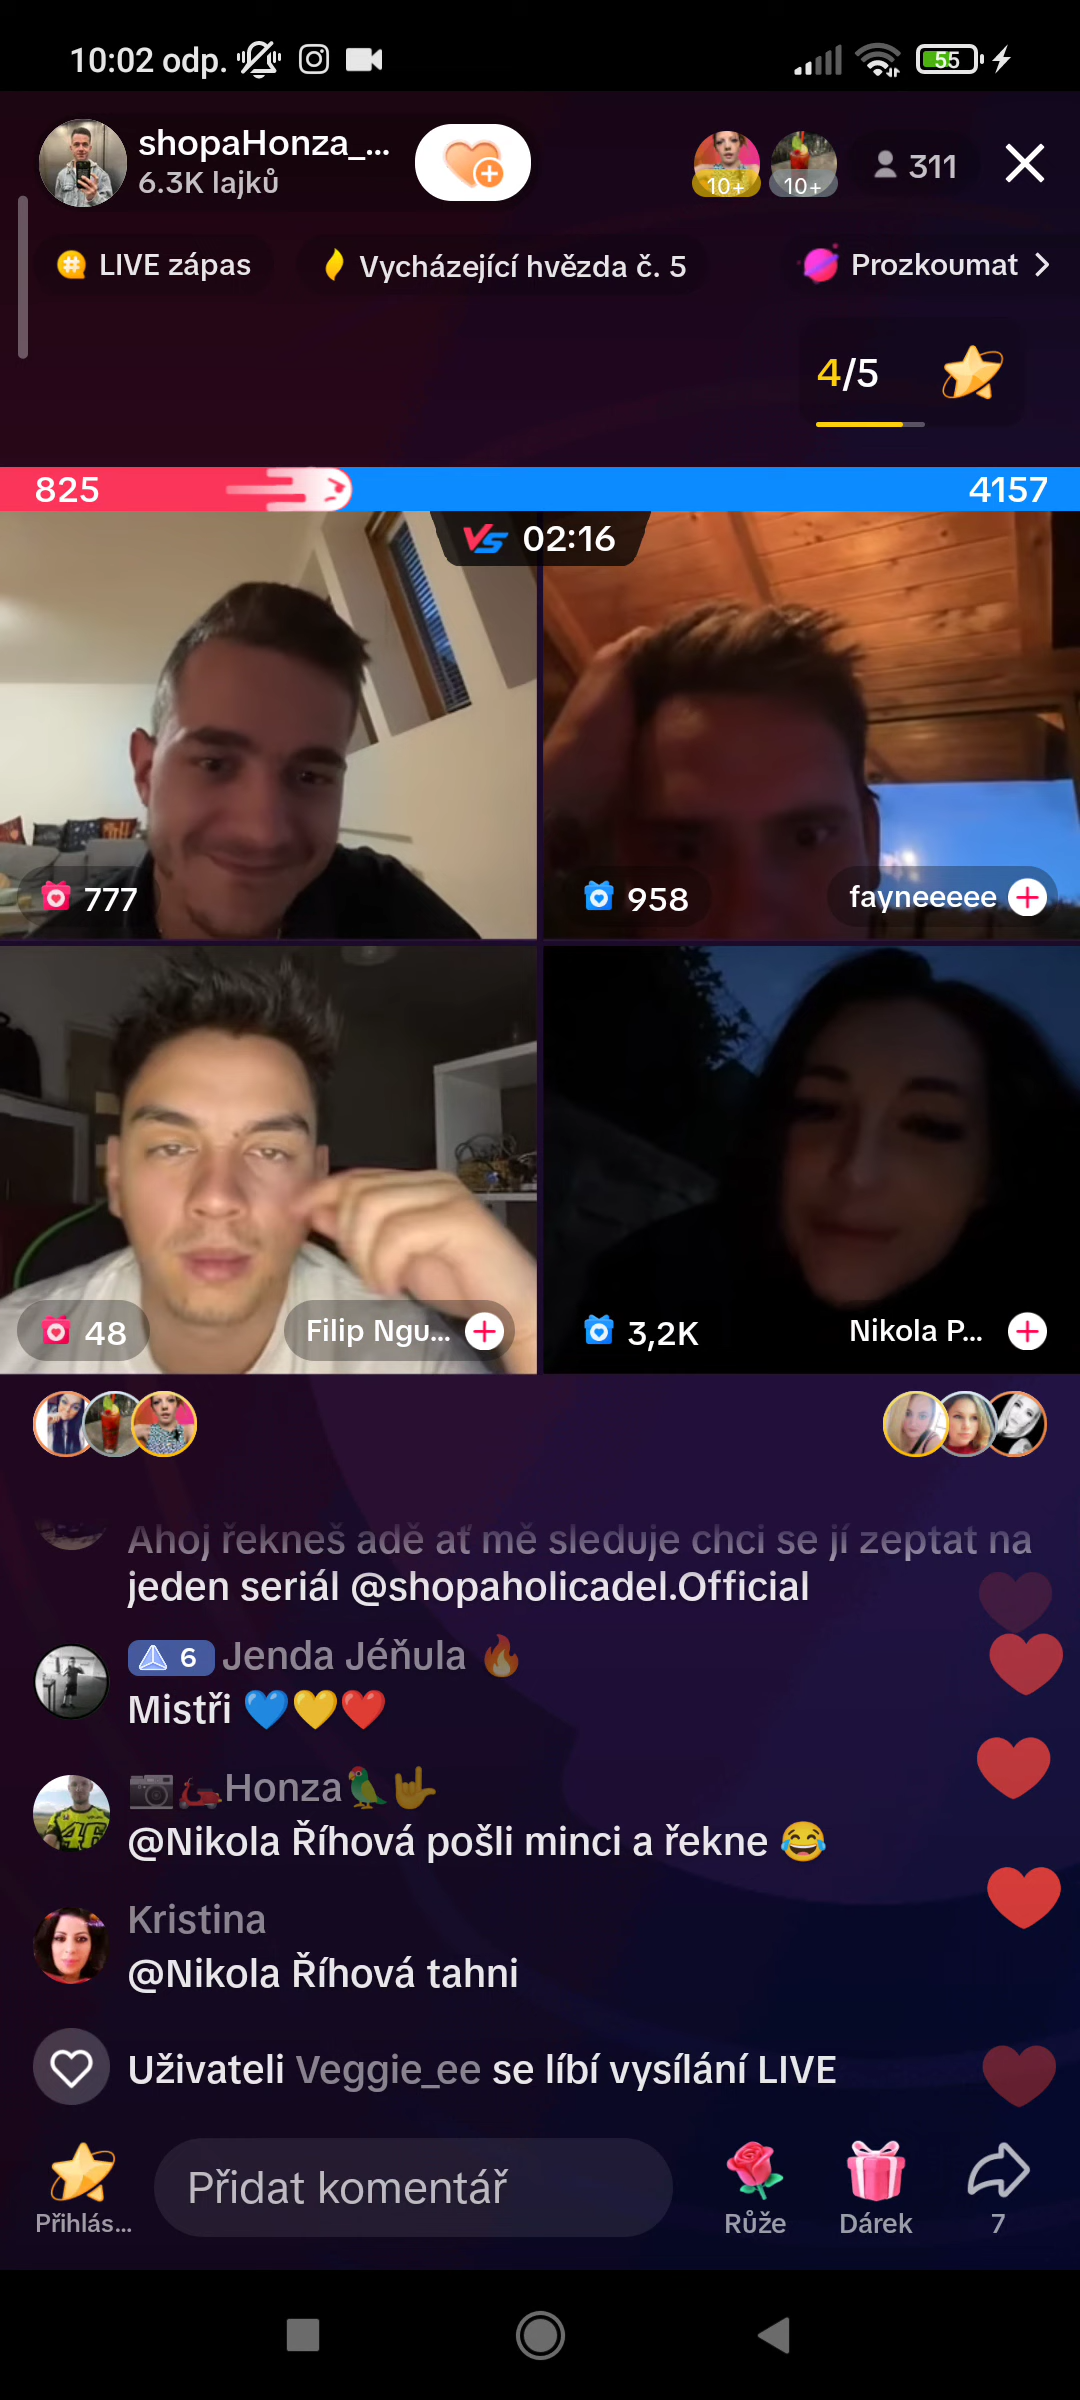 10:02 odp.
55
shopaHonza_...
6.3K lajků
10+
10+
311
LIVE zápas
Vycházející hvězda č. 5
Prozkoumat
4/5
825
4157
VS 02:16
777
958
fayneeeee
48
Filip Ngu...
3,2K
Nikola P...
Ahoj řekneš adě ať mě sleduje chci se jí zeptat na
jeden seriál @shopaholicadel.Official
6 Jenda Jéňula 🔥
Mistři 💙💛❤️
📷🛵Honza🦜🤟
@Nikola Říhová pošli minci a řekne 😂
Kristina
@Nikola Říhová tahni
Uživateli Veggie_ee se líbí vysílání LIVE
Přihlás...
Přidat komentář
Růže
Dárek
7